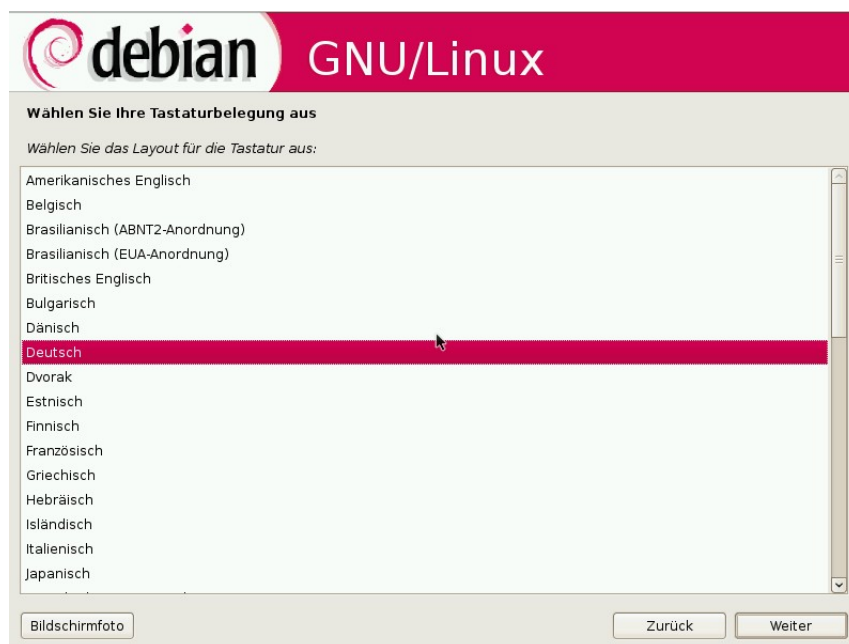 debian GNU/Linux
Wählen Sie Ihre Tastaturbelegung aus
Wählen Sie das Layout für die Tastatur aus:
Amerikanisches Englisch
Belgisch
Brasilianisch (ABNT2-Anordnung)
Brasilianisch (EUA-Anordnung)
Britisches Englisch
Bulgarisch
Dänisch
Deutsch
Dvorak
Estnisch
Finnisch
Französisch
Griechisch
Hebräisch
Isländisch
Italienisch
Japanisch
Bildschirmfoto Zurück Weiter